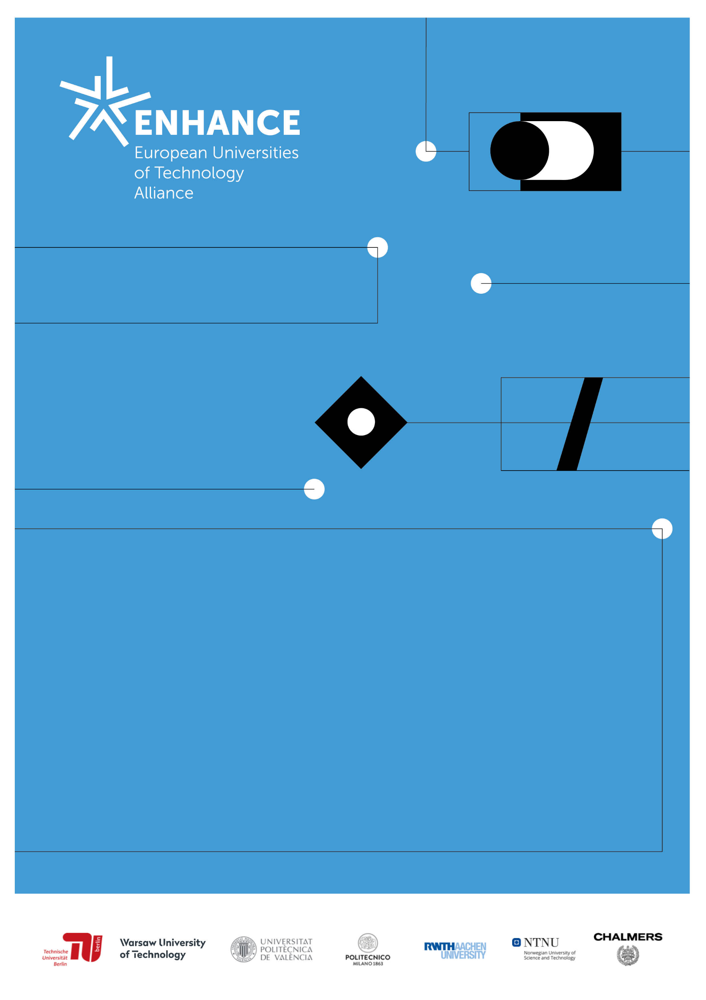 ENHANCE
European Universities
of Technology
Alliance
Technische
Universität
Berlin
berlin
Warsaw University
of Technology
UNIVERSITAT
POLITÈCNICA
DE VALÈNCIA
POLITECNICO
MILANO 1863
RWTHAACHEN
UNIVERSITY
NTNU
Norwegian University of
Science and Technology
CHALMERS